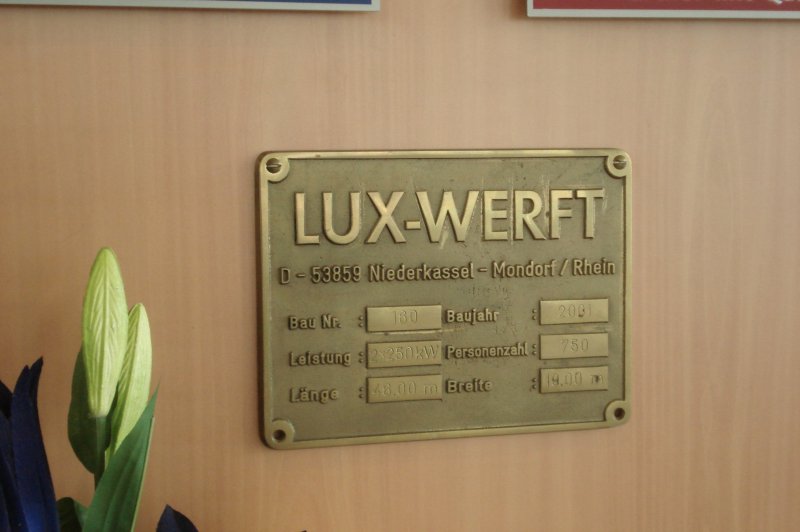 LUX-WERFT
D - 53859 Niederkassel - Mondorf / Rhein
Bau Nr. : 160 Baujahr : 2001
Leistung : 2x250kW Personenzahl : 750
Länge : 48,00 m Breite : 10,00 m